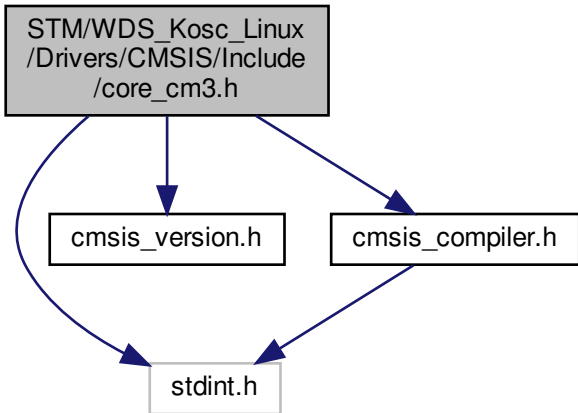 STM/WDS_Kosc_Linux
/Drivers/CMSIS/Include
/core_cm3.h
cmsis_version.h
cmsis_compiler.h
stdint.h